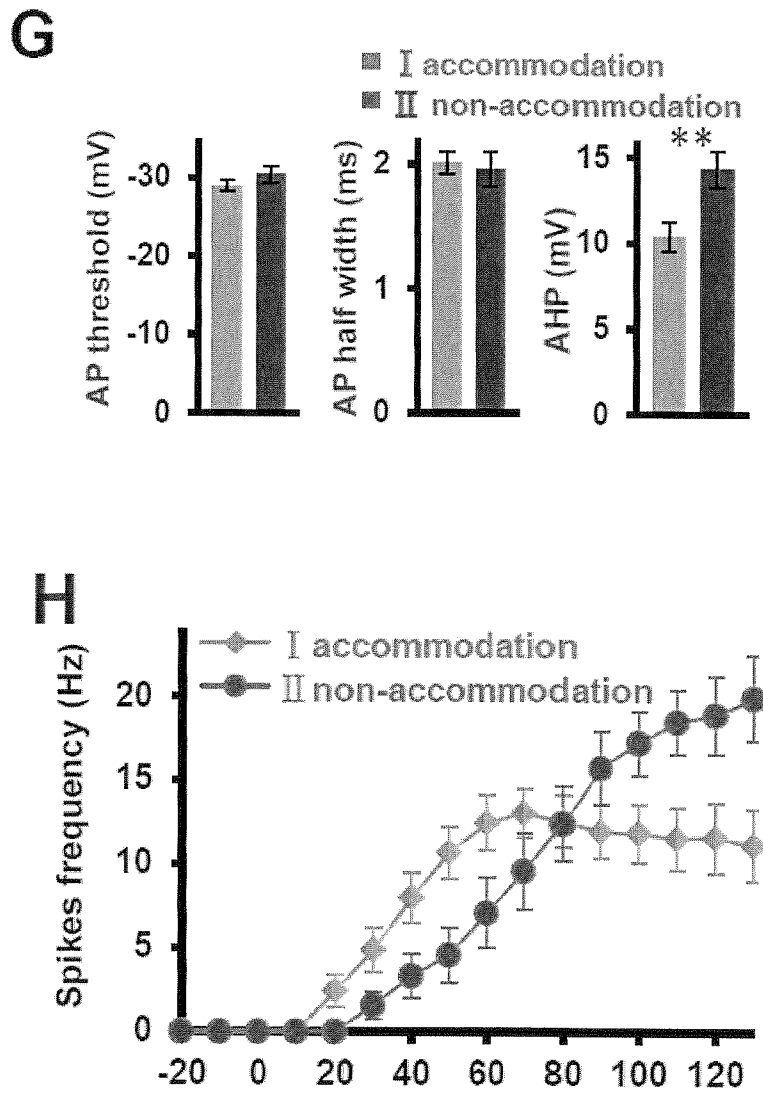 G
I accommodation
II non-accommodation
AP threshold (mV)
-30
-20
-10
0
AP half width (ms)
2
1
0
AHP (mV)
**
15
10
5
0
H
I accommodation
II non-accommodation
Spikes frequency (Hz)
20
15
10
5
0
-20 0 20 40 60 80 100 120